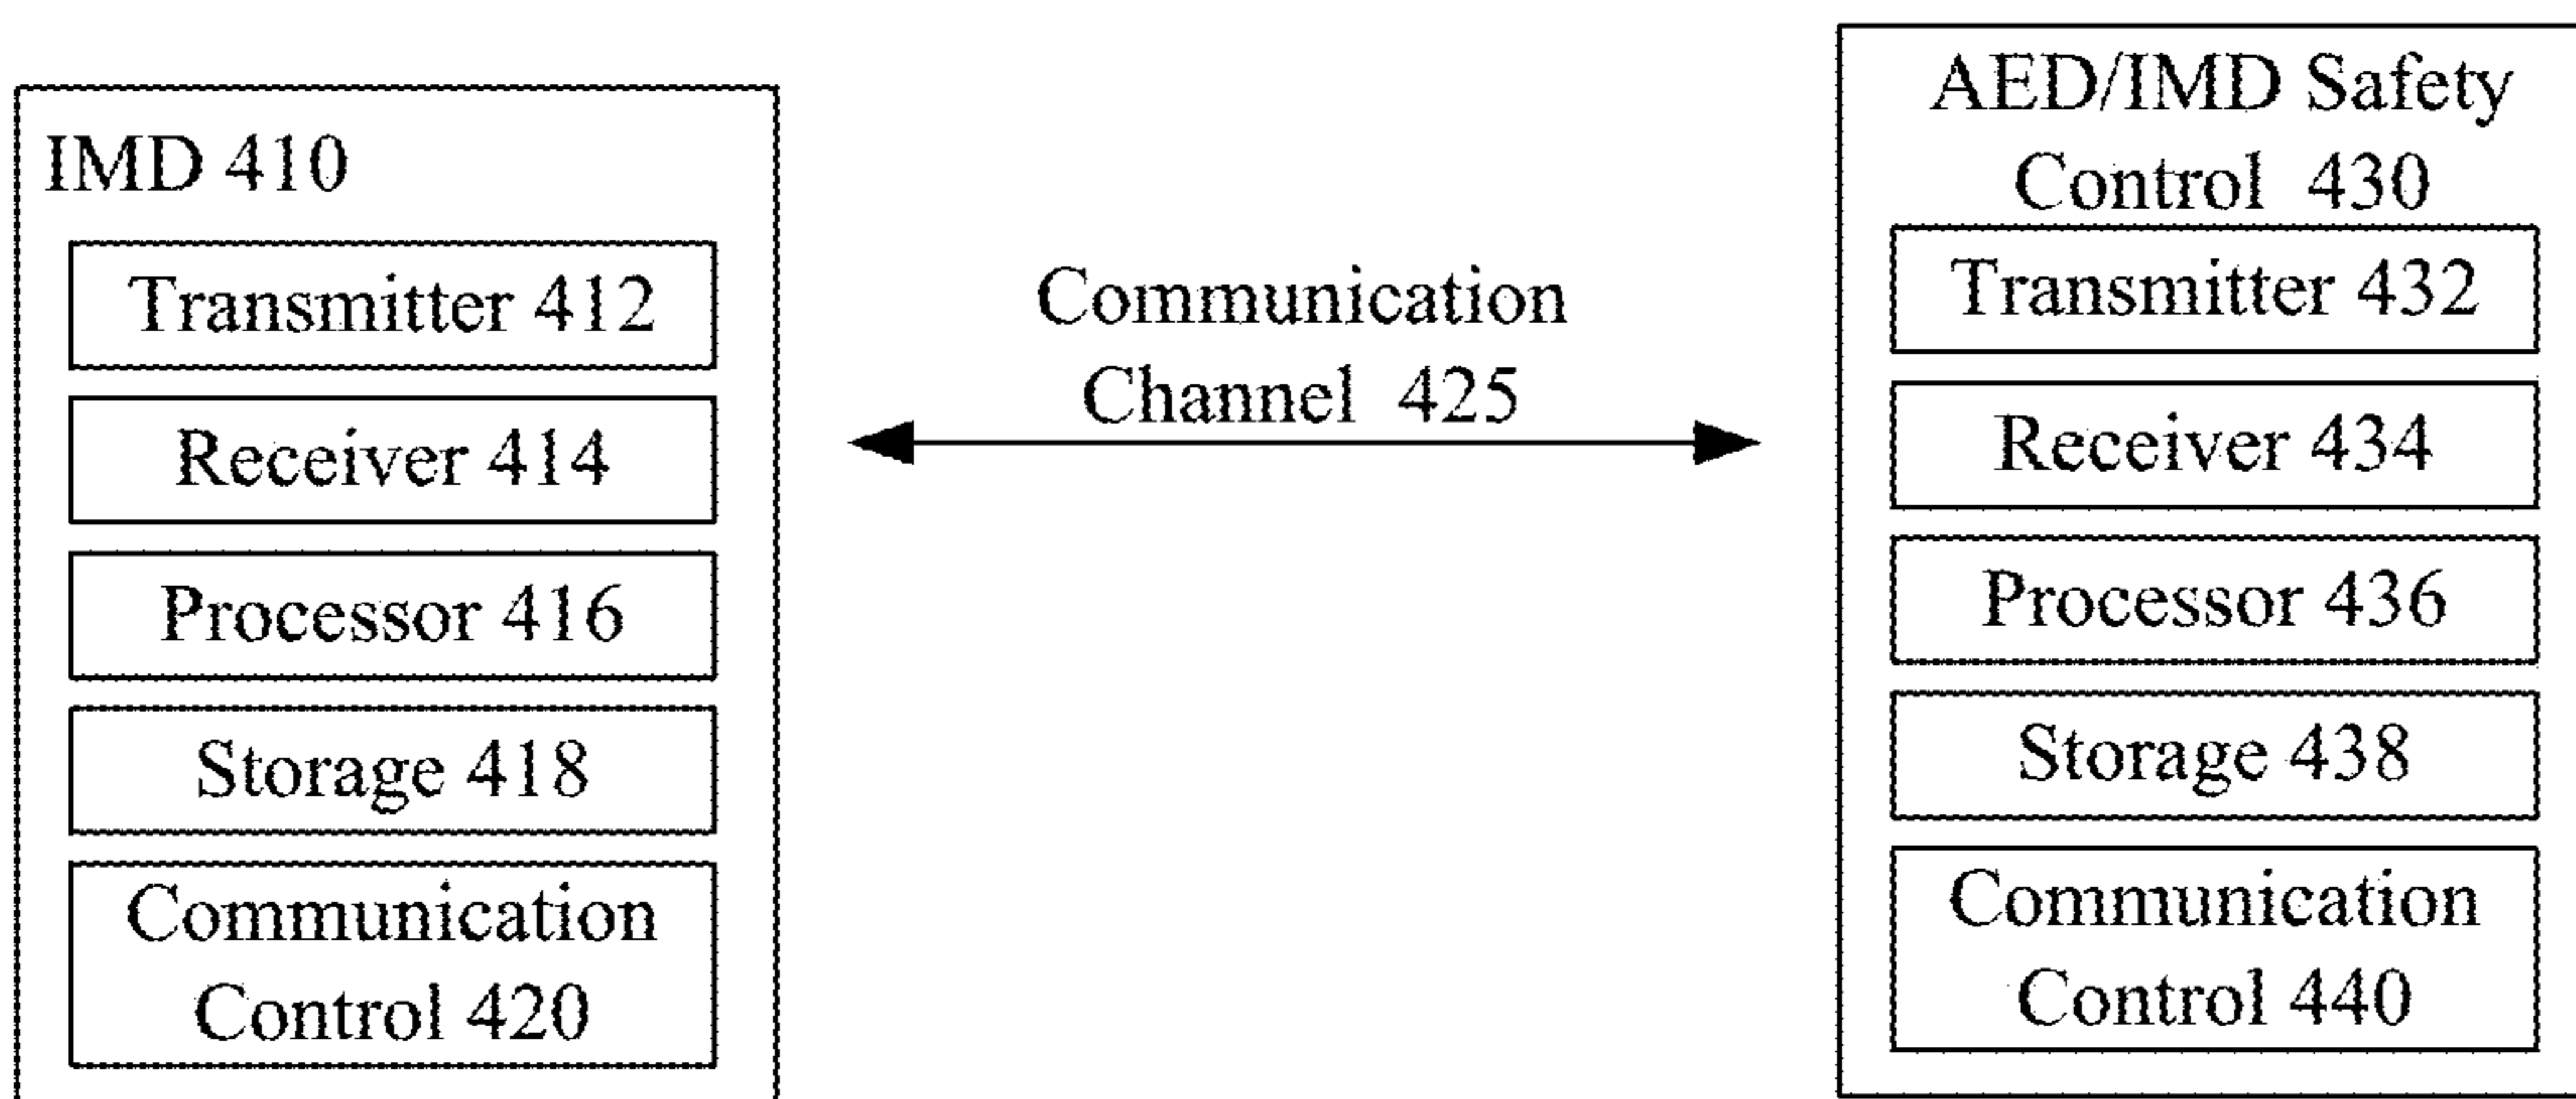 IMD 410
Transmitter 412
Receiver 414
Processor 416
Storage 418
Communication
Control 420
Communication
Channel 425
AED/IMD Safety
Control 430
Transmitter 432
Receiver 434
Processor 436
Storage 438
Communication
Control 440